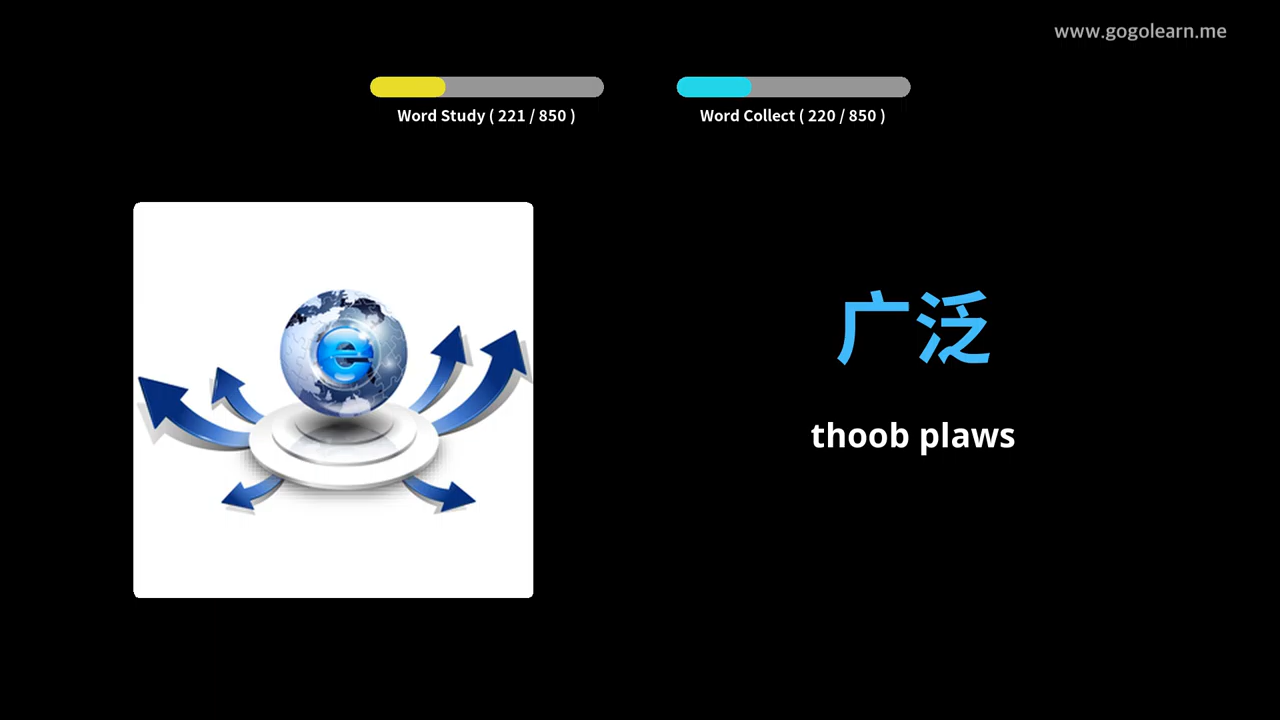 www.gogolearn.me
Word Study ( 221 / 850 )
Word Collect ( 220 / 850 )
e
广泛
thoob plaws